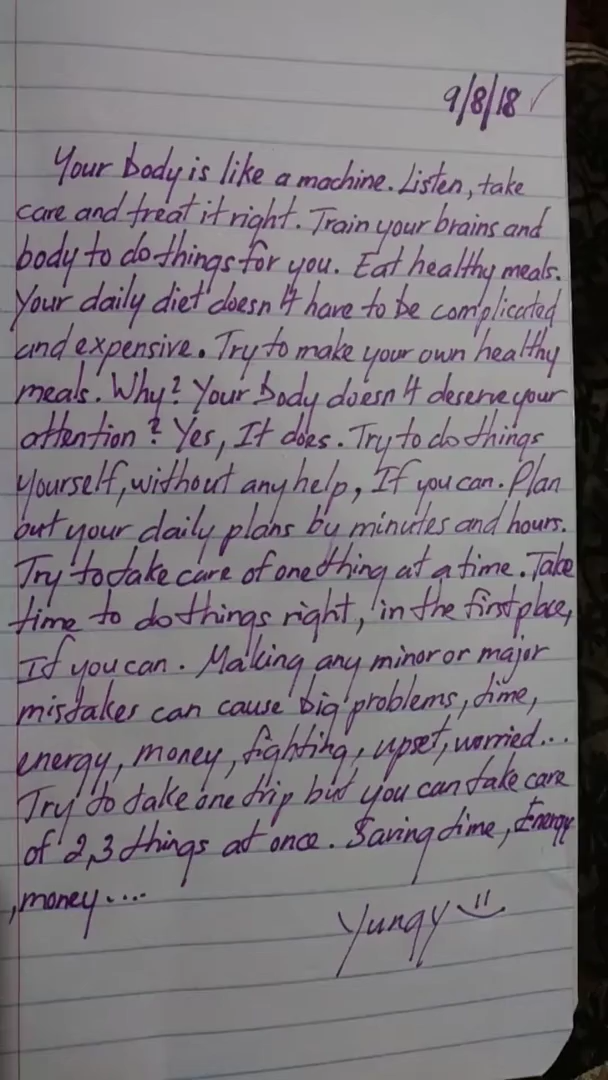 9/8/18 ✓
Your body is like a machine. Listen, take
care and treat it right. Train your brains and
body to do things for you. Eat healthy meals.
Your daily diet doesn't have to be complicated
and expensive. Try to make your own healthy
meals. Why? Your body doesn't deserve your
attention? Yes, It does. Try to do things
yourself, without any help, If you can. Plan
out your daily plans by minutes and hours.
Try to take care of one thing at a time. Take
time to do things right, in the first place,
If you can. Making any minor or major
mistakes can cause big problems, time,
energy, money, fighting, upset, worried...
Try to take one trip but you can take care
of 2,3 things at once. Saving time, Energy
, money....
Yungy